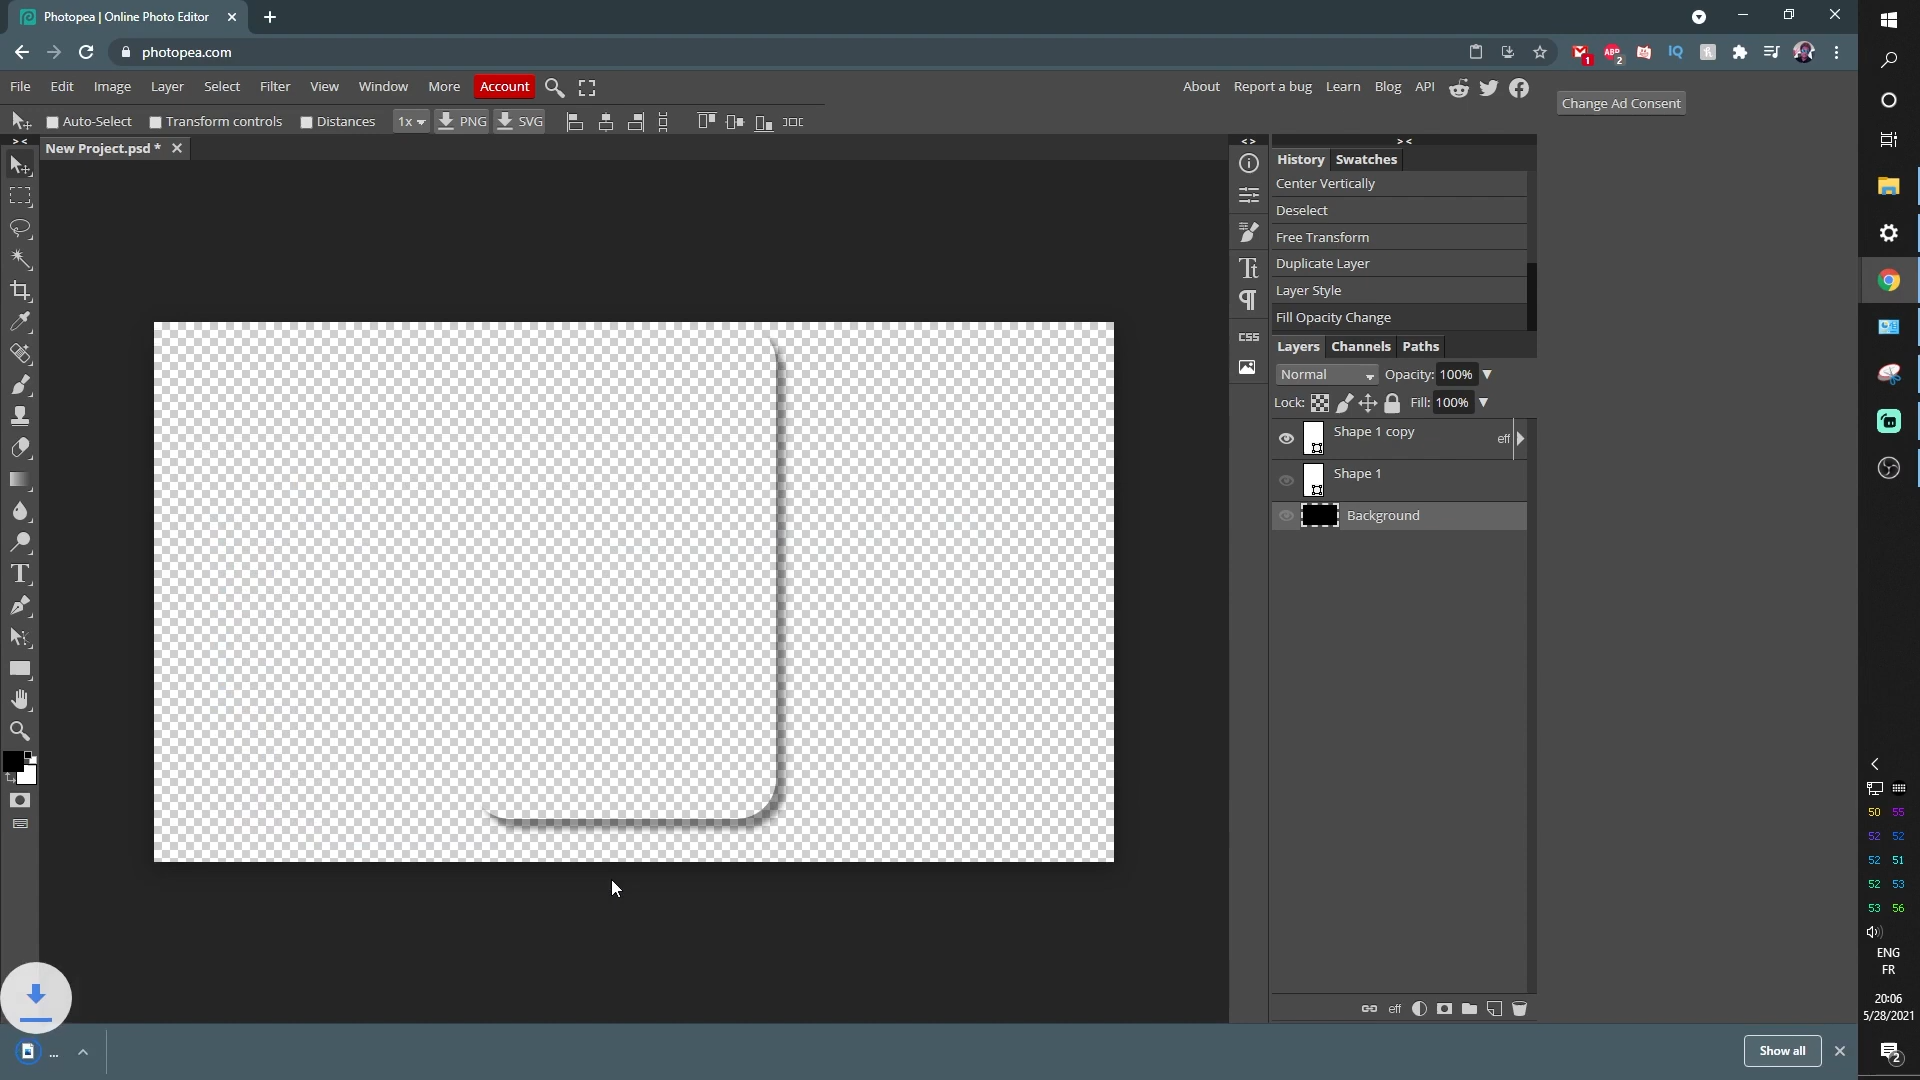 Photopea | Online Photo Editor
photopea.com
1
ABP
2
File Edit Image Layer Select Filter View Window More Account
About Report a bug Learn Blog API
Change Ad Consent
Auto-Select Transform controls Distances 1x PNG SVG
New Project.psd *
> <
< >
> <
History Swatches
Center Vertically
Deselect
Free Transform
Duplicate Layer
Layer Style
Fill Opacity Change
CSS
Layers Channels Paths
Normal Opacity: 100%
Lock: Fill: 100%
Shape 1 copy eff
Shape 1
Background
eff
50 55
52 52
52 51
52 53
53 56
ENG
FR
20:06
5/28/2021
2
...
Show all